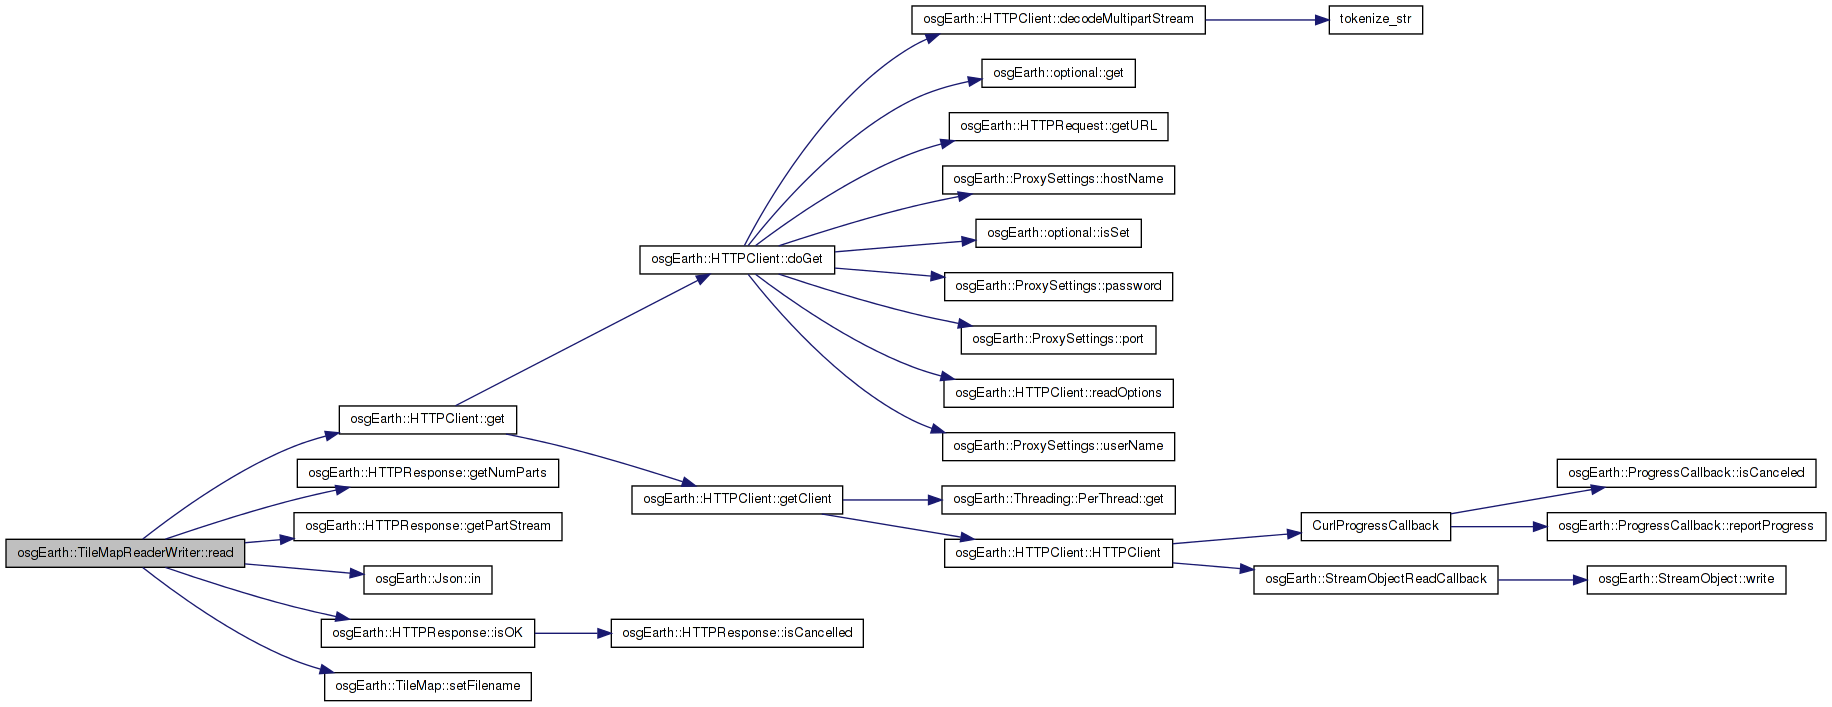 osgEarth::HTTPClient::decodeMultipartStream
tokenize_str
osgEarth::optional::get
osgEarth::HTTPRequest::getURL
osgEarth::ProxySettings::hostName
osgEarth::optional::isSet
osgEarth::HTTPClient::doGet
osgEarth::ProxySettings::password
osgEarth::ProxySettings::port
osgEarth::HTTPClient::readOptions
osgEarth::HTTPClient::get
osgEarth::ProxySettings::userName
osgEarth::HTTPResponse::getNumParts
osgEarth::ProgressCallback::isCanceled
osgEarth::HTTPClient::getClient
osgEarth::Threading::PerThread::get
osgEarth::HTTPResponse::getPartStream
CurlProgressCallback
osgEarth::ProgressCallback::reportProgress
osgEarth::TileMapReaderWriter::read
osgEarth::HTTPClient::HTTPClient
osgEarth::Json::in
osgEarth::StreamObjectReadCallback
osgEarth::StreamObject::write
osgEarth::HTTPResponse::isOK
osgEarth::HTTPResponse::isCancelled
osgEarth::TileMap::setFilename